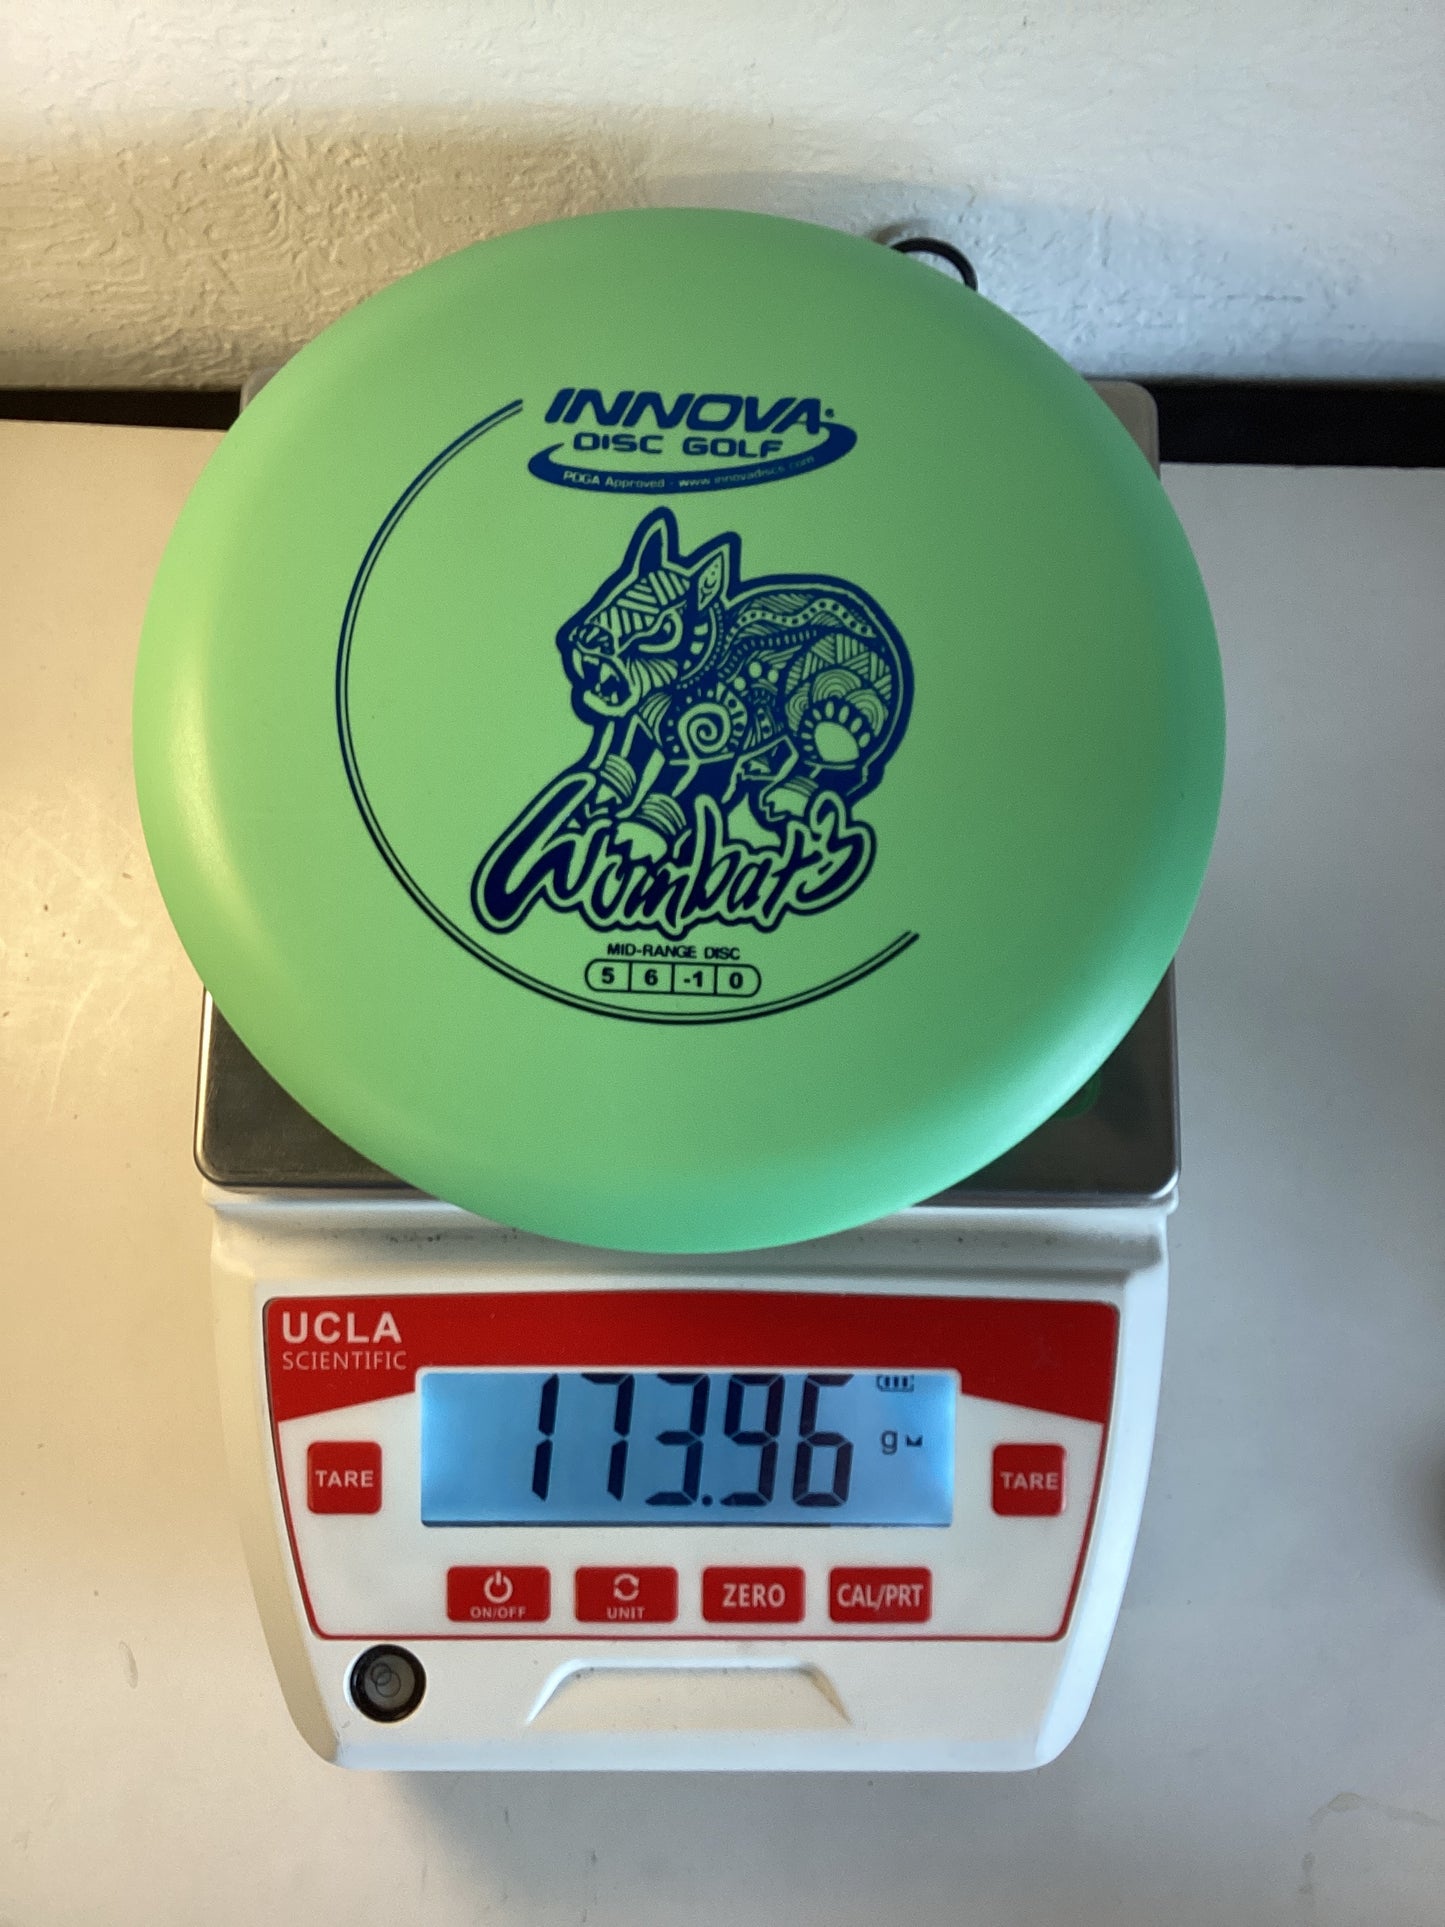 INNOVA
DISC GOLF
PDGA Approved - www.innovadiscs.com
Wombat3
MID-RANGE DISC
5 6 -1 0
UCLA
SCIENTIFIC
173.96
g
TARE
TARE
ON/OFF
UNIT
ZERO
CAL/PRT